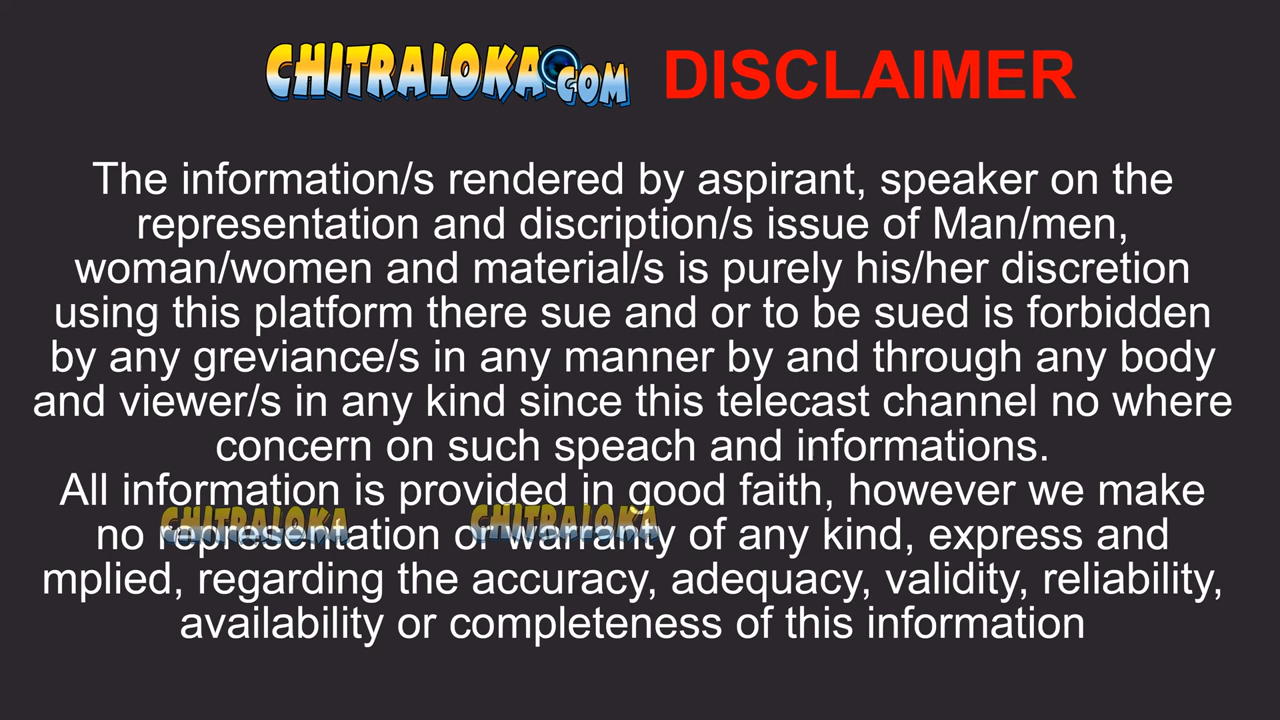 CHITRALOKA.COM DISCLAIMER
The information/s rendered by aspirant, speaker on the
representation and discription/s issue of Man/men,
woman/women and material/s is purely his/her discretion
using this platform there sue and or to be sued is forbidden
by any greviance/s in any manner by and through any body
and viewer/s in any kind since this telecast channel no where
concern on such speach and informations.
All information is provided in good faith, however we make
CHITRALOKA CHITRALOKA
no representation or warranty of any kind, express and
mplied, regarding the accuracy, adequacy, validity, reliability,
availability or completeness of this information